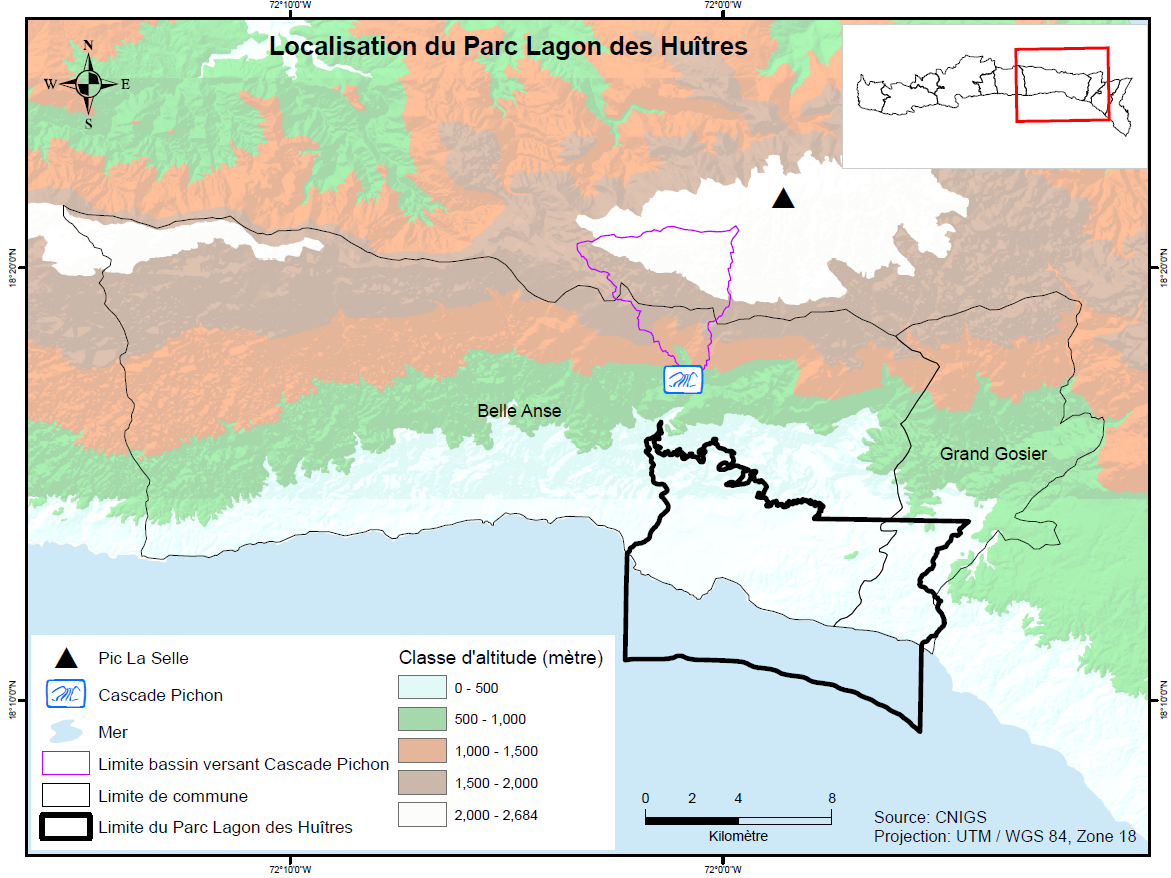 72°10'0"W
72°0'0"W
Localisation du Parc Lagon des Huîtres
N
W
E
S
18°20'0"N
18°20'0"N
Belle Anse
Grand Gosier
Pic La Selle
Cascade Pichon
Mer
Limite bassin versant Cascade Pichon
Limite de commune
Limite du Parc Lagon des Huîtres
Classe d'altitude (mètre)
0 - 500
500 - 1,000
1,000 - 1,500
1,500 - 2,000
2,000 - 2,684
18°10'0"N
18°10'0"N
0 2 4 8
Kilomètre
Source: CNIGS
Projection: UTM / WGS 84, Zone 18
72°10'0"W
72°0'0"W